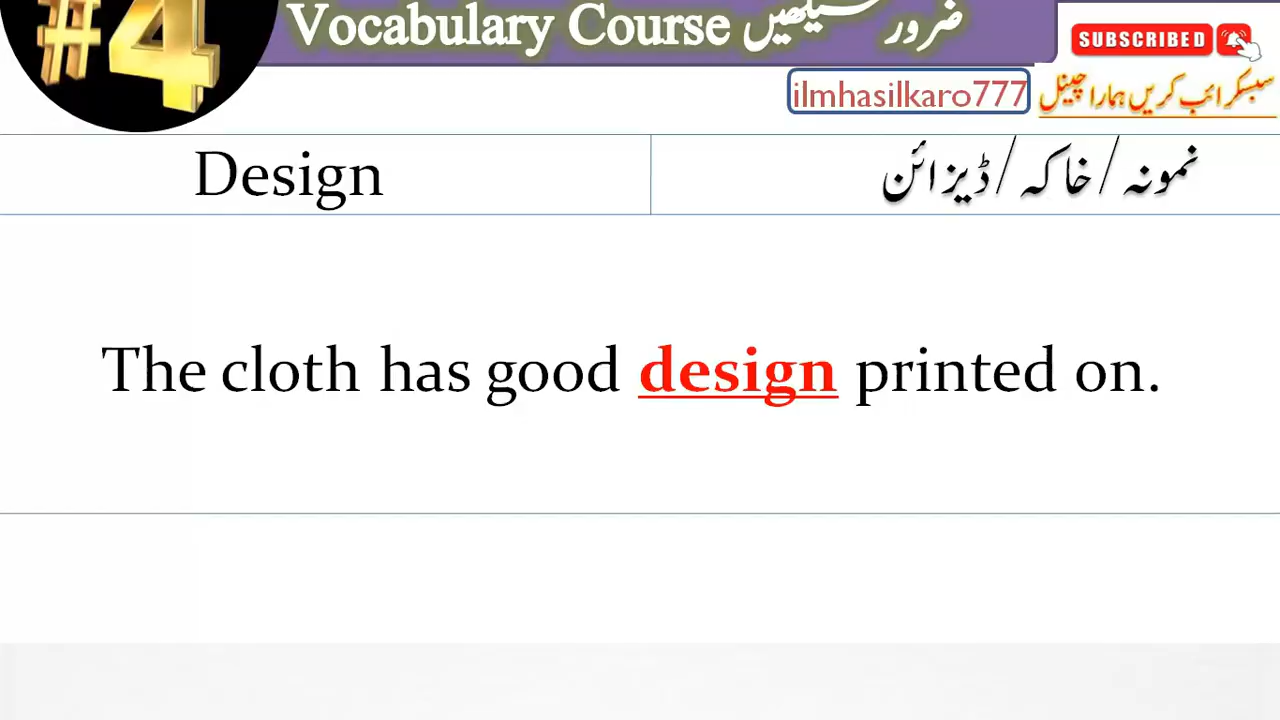 #4
Vocabulary Course ضرور سیکھیں
SUBSCRIBED
ilmhasilkaro777
سبسکرائب کریں ہمارا چینل
Design
نمونہ/خاکہ/ڈیزائن
The cloth has good design printed on.